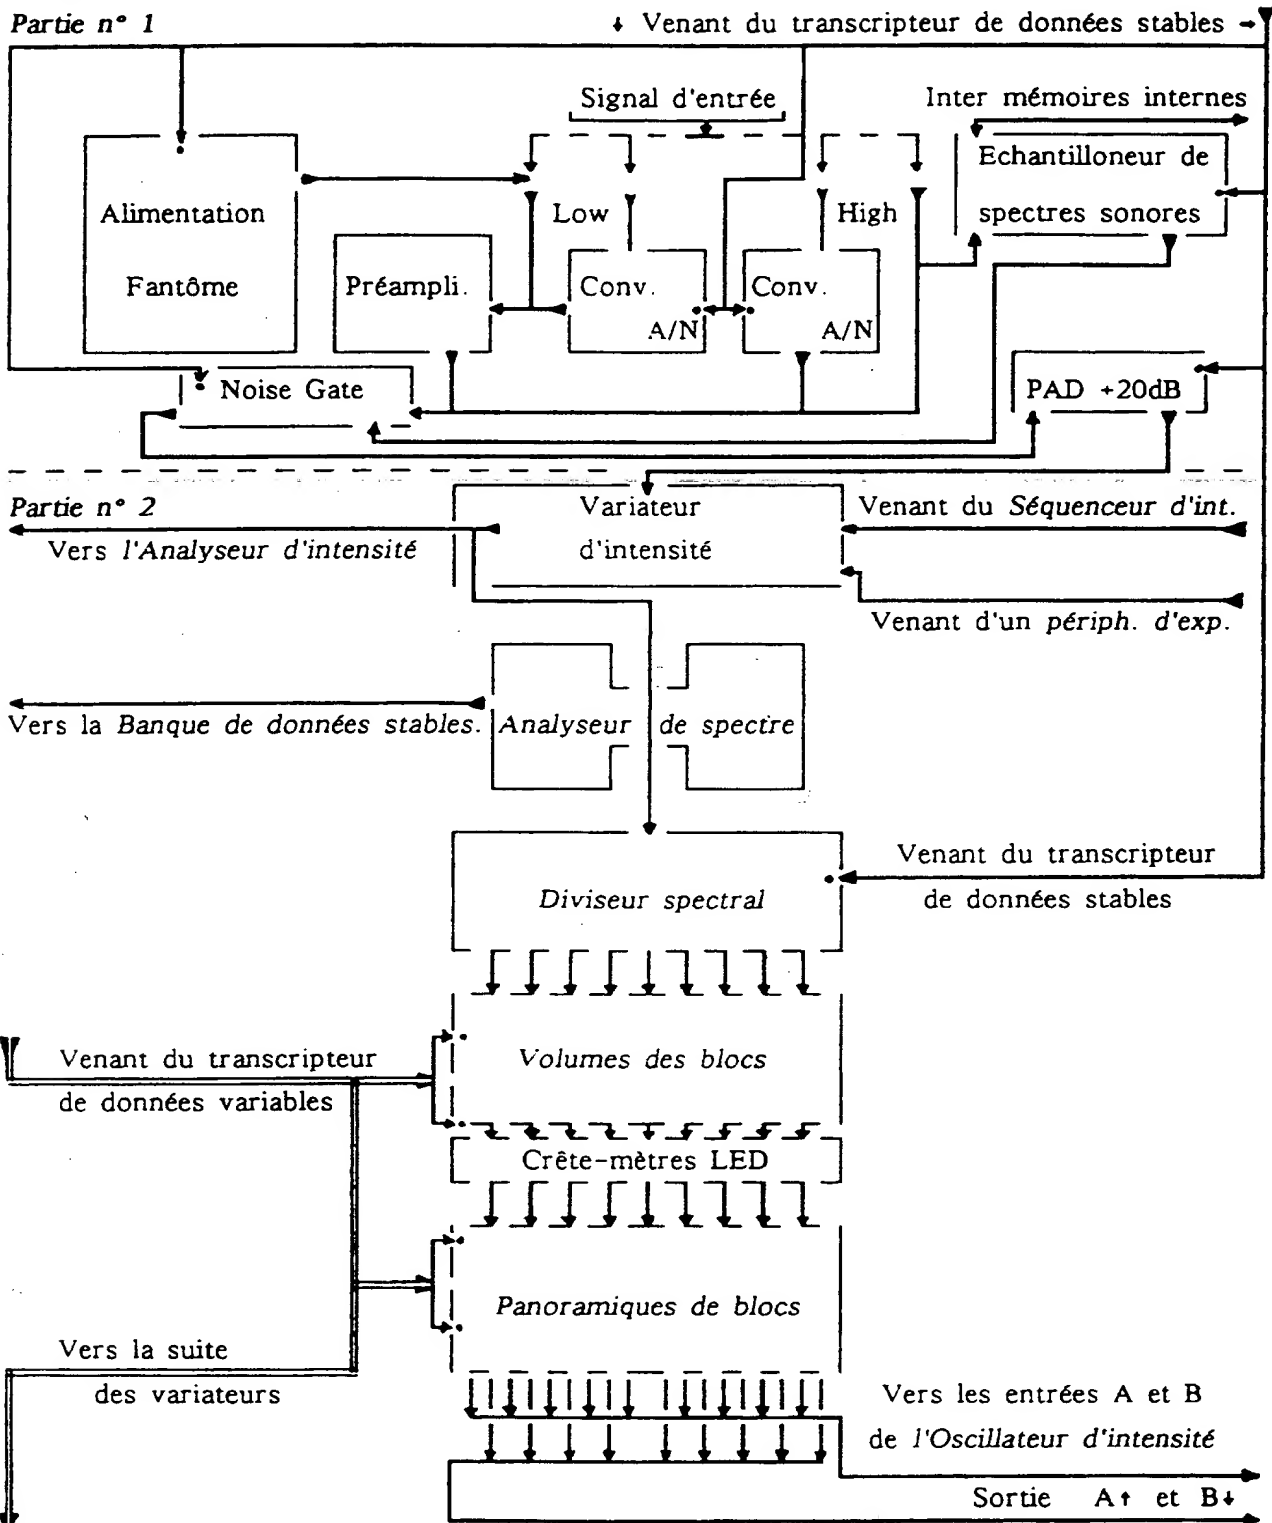 Partie n° 1
↓ Venant du transcripteur de données stables →
Signal d'entrée
Inter mémoires internes
Echantilloneur de
spectres sonores
Alimentation
Fantôme
Low
High
Préampli.
Conv.
A/N
Conv.
A/N
Noise Gate
PAD +20dB
Partie n° 2
Variateur
d'intensité
Venant du Séquenceur d'int.
Vers l'Analyseur d'intensité
Venant d'un périph. d'exp.
Vers la Banque de données stables.
Analyseur de spectre
Venant du transcripteur
de données stables
Diviseur spectral
Venant du transcripteur
de données variables
Volumes des blocs
Crête-mètres LED
Panoramiques de blocs
Vers la suite
des variateurs
Vers les entrées A et B
de l'Oscillateur d'intensité
Sortie A↑ et B↓